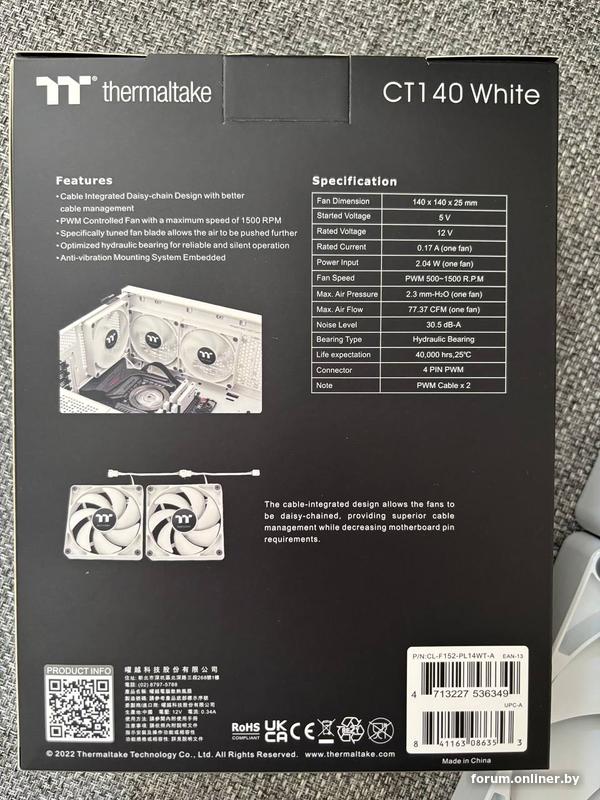 thermaltake
CT140 White
Features
• Cable Integrated Daisy-chain Design with better
cable management
• PWM Controlled Fan with a maximum speed of 1500 RPM
• Specifically tuned fan blade allows the air to be pushed further
• Optimized hydraulic bearing for reliable and silent operation
• Anti-vibration Mounting System Embedded
Specification
Fan Dimension 140 x 140 x 25 mm
Started Voltage 5 V
Rated Voltage 12 V
Rated Current 0.17 A (one fan)
Power Input 2.04 W (one fan)
Fan Speed PWM 500~1500 R.P.M
Max. Air Pressure 2.3 mm-H₂O (one fan)
Max. Air Flow 77.37 CFM (one fan)
Noise Level 30.5 dB-A
Bearing Type Hydraulic Bearing
Life expectation 40,000 hrs,25℃
Connector 4 PIN PWM
Note PWM Cable x 2
The cable-integrated design allows the fans to
be daisy-chained, providing superior cable
management while decreasing motherboard pin
requirements.
PRODUCT INFO
曜越科技股份有限公司
電話: (02) 8797-5788
RoHS
COMPLIANT
UK
CA
CE
P/N:CL-F152-PL14WT-A EAN-13
4 713227 536349
UPC-A
8 41163 08635 3
Made in China
© 2022 Thermaltake Technology Co., Ltd. All Rights Reserved. www.thermaltake.com
forum.onliner.by